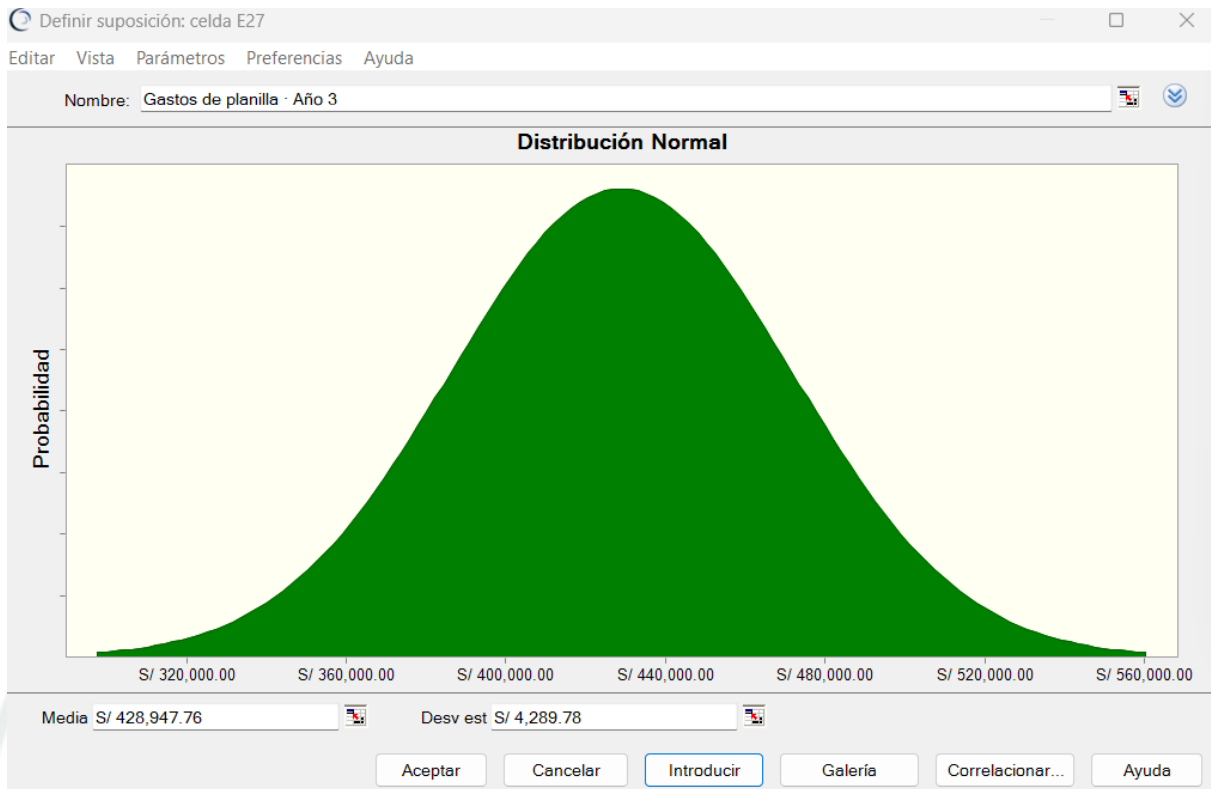 Definir suposición: celda E27
Editar Vista Parámetros Preferencias Ayuda
Nombre: Gastos de planilla · Año 3
Distribución Normal
Probabilidad
S/ 320,000.00 S/ 360,000.00 S/ 400,000.00 S/ 440,000.00 S/ 480,000.00 S/ 520,000.00 S/ 560,000.00
Media S/ 428,947.76 Desv est S/ 4,289.78
Aceptar Cancelar Introducir Galería Correlacionar... Ayuda